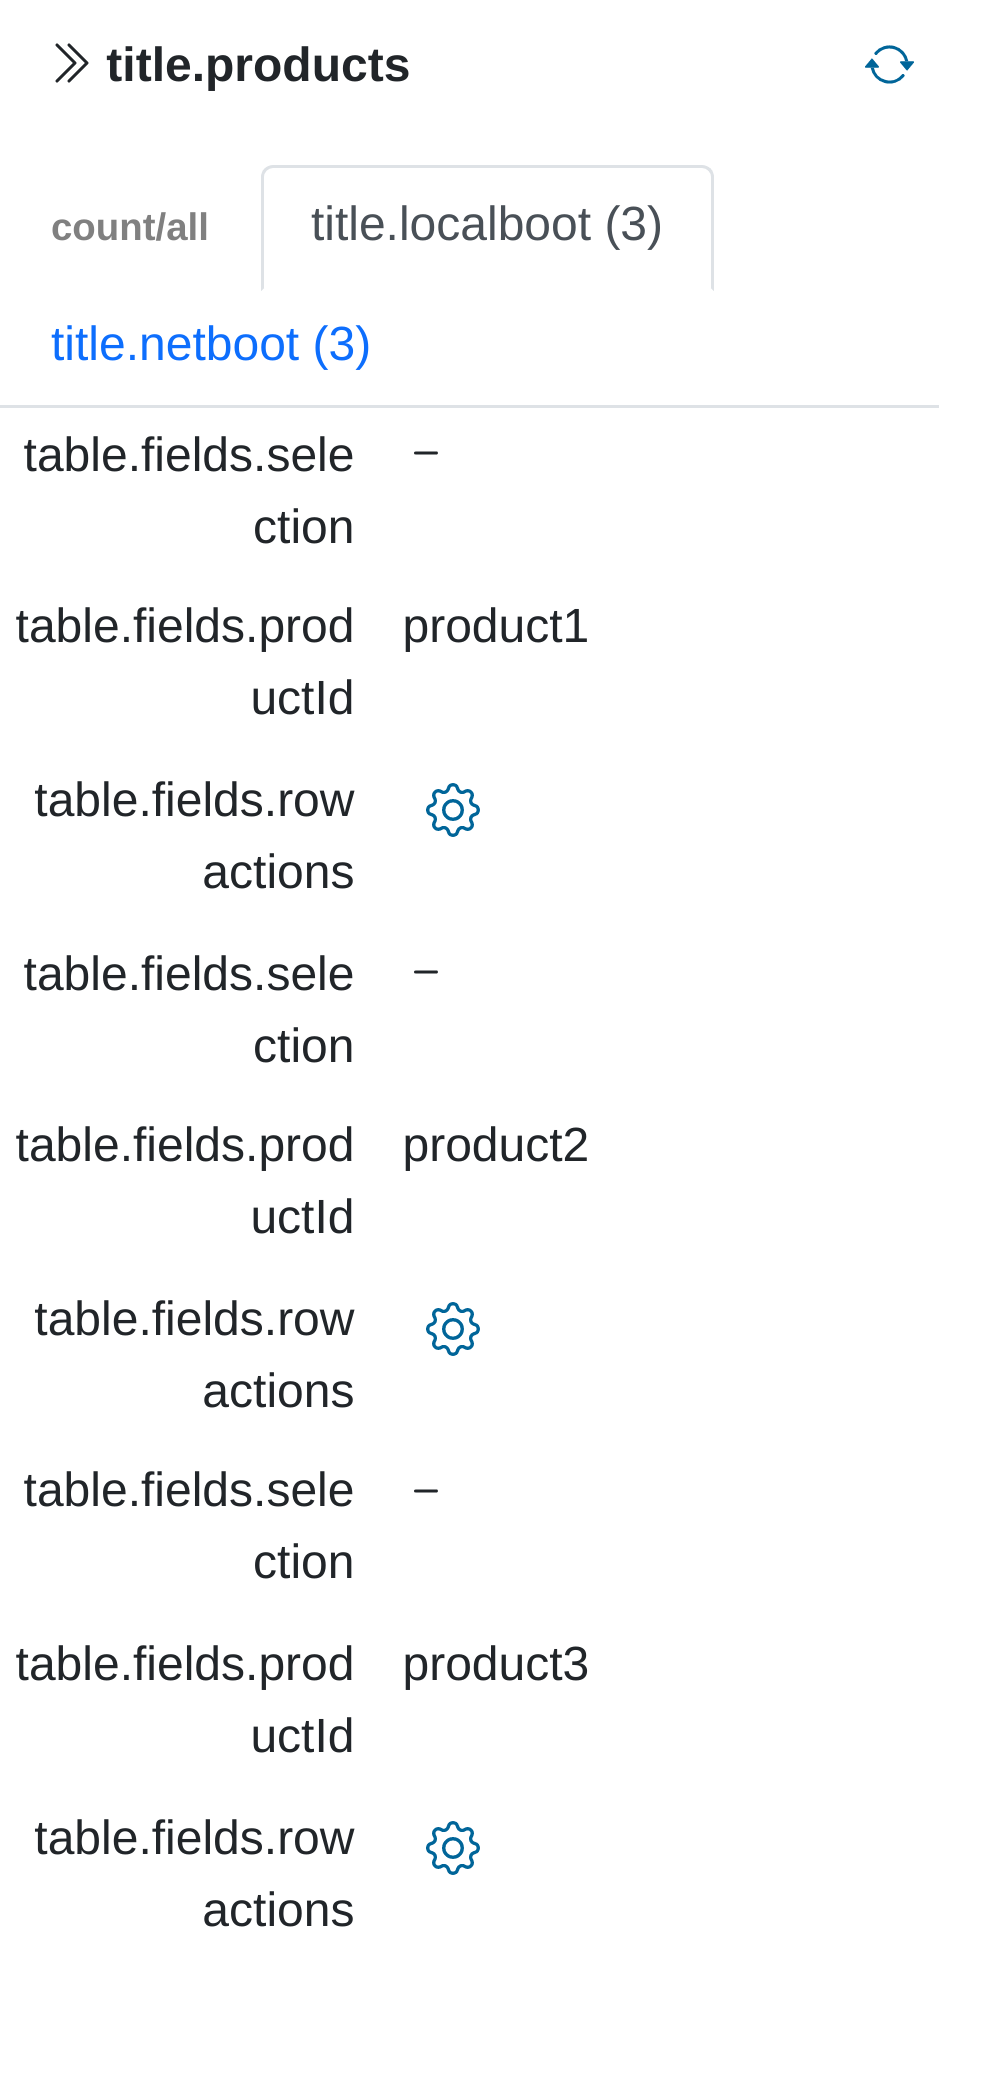 title.products
count/all
title.localboot (3)
title.netboot (3)
table.fields.sele –
ction
table.fields.prod product1
uctId
table.fields.row
actions
table.fields.sele –
ction
table.fields.prod product2
uctId
table.fields.row
actions
table.fields.sele –
ction
table.fields.prod product3
uctId
table.fields.row
actions